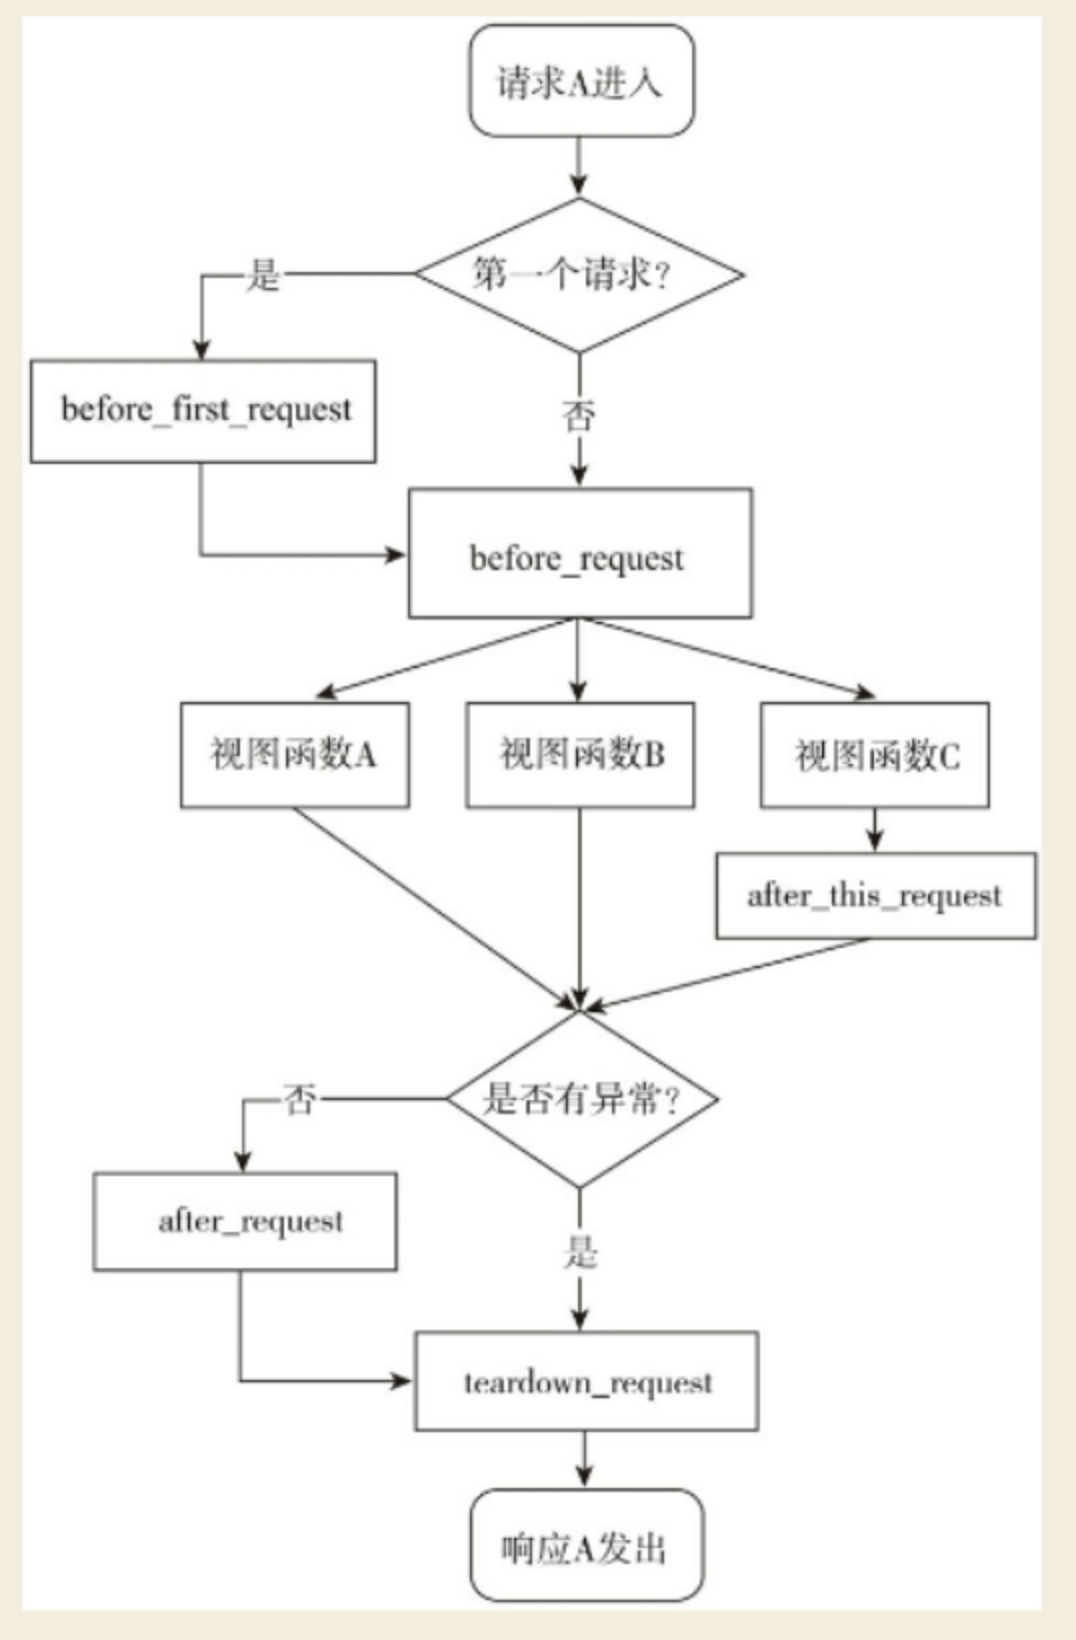 请求A进入
第一个请求?
是
before_first_request
否
before_request
视图函数A
视图函数B
视图函数C
after_this_request
是否有异常?
否
after_request
是
teardown_request
响应A发出